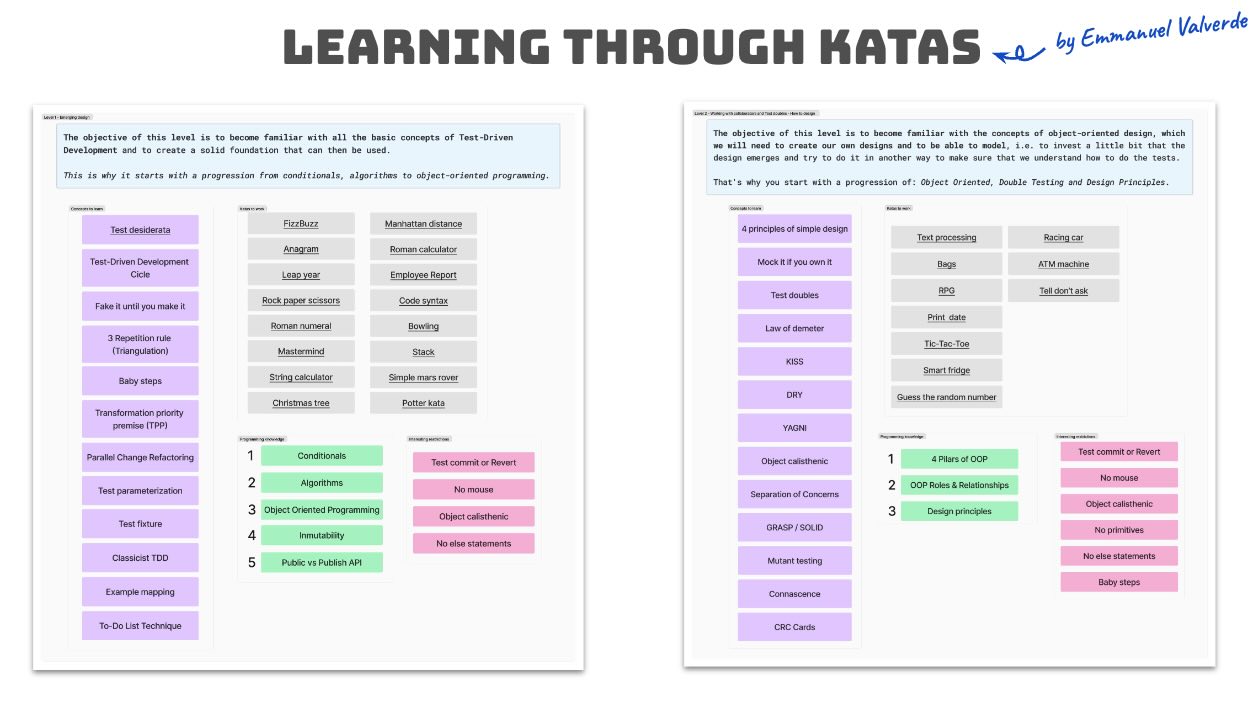 LEARNING THROUGH KATAS
by Emmanuel Valverde
Level 1 - Emerging design
The objective of this level is to become familiar with all the basic concepts of Test-Driven
Development and to create a solid foundation that can then be used.
This is why it starts with a progression from conditionals, algorithms to object-oriented programming.
Concepts to learn
Test desiderata
Test-Driven Development
Cicle
Fake it until you make it
3 Repetition rule
(Triangulation)
Baby steps
Transformation priority
premise (TPP)
Parallel Change Refactoring
Test parameterization
Test fixture
Classicist TDD
Example mapping
To-Do List Technique
Katas to work
FizzBuzz
Anagram
Leap year
Rock paper scissors
Roman numeral
Mastermind
String calculator
Christmas tree
Manhattan distance
Roman calculator
Employee Report
Code syntax
Bowling
Stack
Simple mars rover
Potter kata
Programming knowledge
1 Conditionals
2 Algorithms
3 Object Oriented Programming
4 Inmutability
5 Public vs Publish API
Interesting restrictions
Test commit or Revert
No mouse
Object calisthenic
No else statements
Level 2 - Working with collaborators and Test doubles - How to design
The objective of this level is to become familiar with the concepts of object-oriented design, which
we will need to create our own designs and to be able to model, i.e. to invest a little bit that the
design emerges and try to do it in another way to make sure that we understand how to do the tests.
That's why you start with a progression of: Object Oriented, Double Testing and Design Principles.
Concepts to learn
4 principles of simple design
Mock it if you own it
Test doubles
Law of demeter
KISS
DRY
YAGNI
Object calisthenic
Separation of Concerns
GRASP / SOLID
Mutant testing
Connascence
CRC Cards
Katas to work
Text processing
Bags
RPG
Print date
Tic-Tac-Toe
Smart fridge
Guess the random number
Racing car
ATM machine
Tell don't ask
Programming knowledge
1 4 Pilars of OOP
2 OOP Roles & Relationships
3 Design principles
Interesting restrictions
Test commit or Revert
No mouse
Object calisthenic
No primitives
No else statements
Baby steps